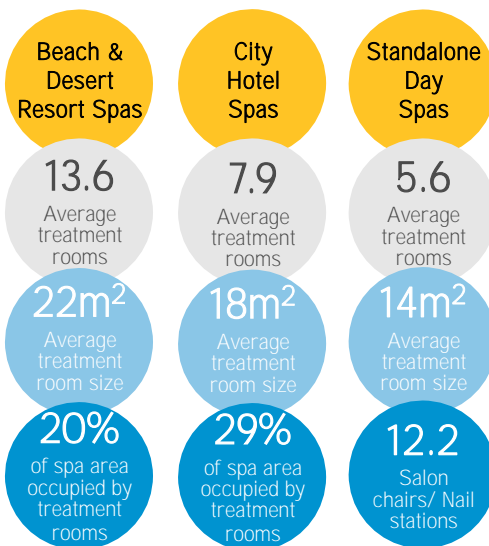 Beach &
Desert
Resort Spas
13.6
Average
treatment
rooms
22m²
Average
treatment
room size
20%
of spa area
occupied by
treatment
rooms
City
Hotel
Spas
7.9
Average
treatment
rooms
18m²
Average
treatment
room size
29%
of spa area
occupied by
treatment
rooms
Standalone
Day
Spas
5.6
Average
treatment
rooms
14m²
Average
treatment
room size
12.2
Salon
chairs/ Nail
stations